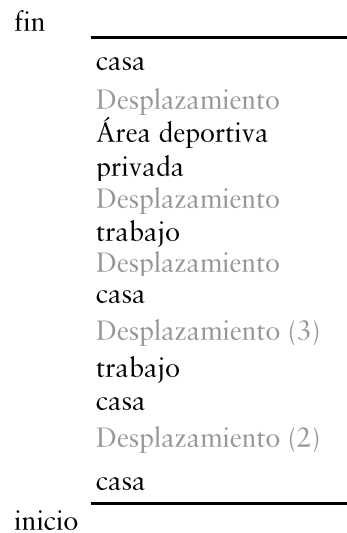 fin
casa
Desplazamiento
Área deportiva
privada
Desplazamiento
trabajo
Desplazamiento
casa
Desplazamiento (3)
trabajo
casa
Desplazamiento (2)
casa
inicio